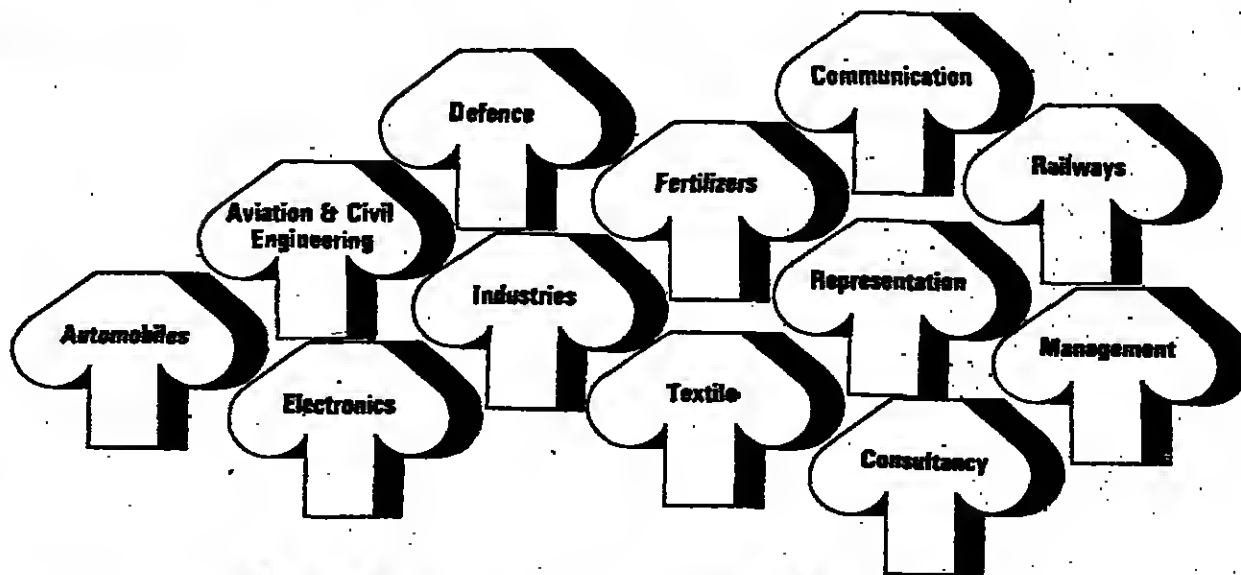 Communication
Defence
Railways
Fertilizers
Aviation & Civil
Engineering
Representation
Industries
Automobiles
Management
Electronics
Textile
Consultancy